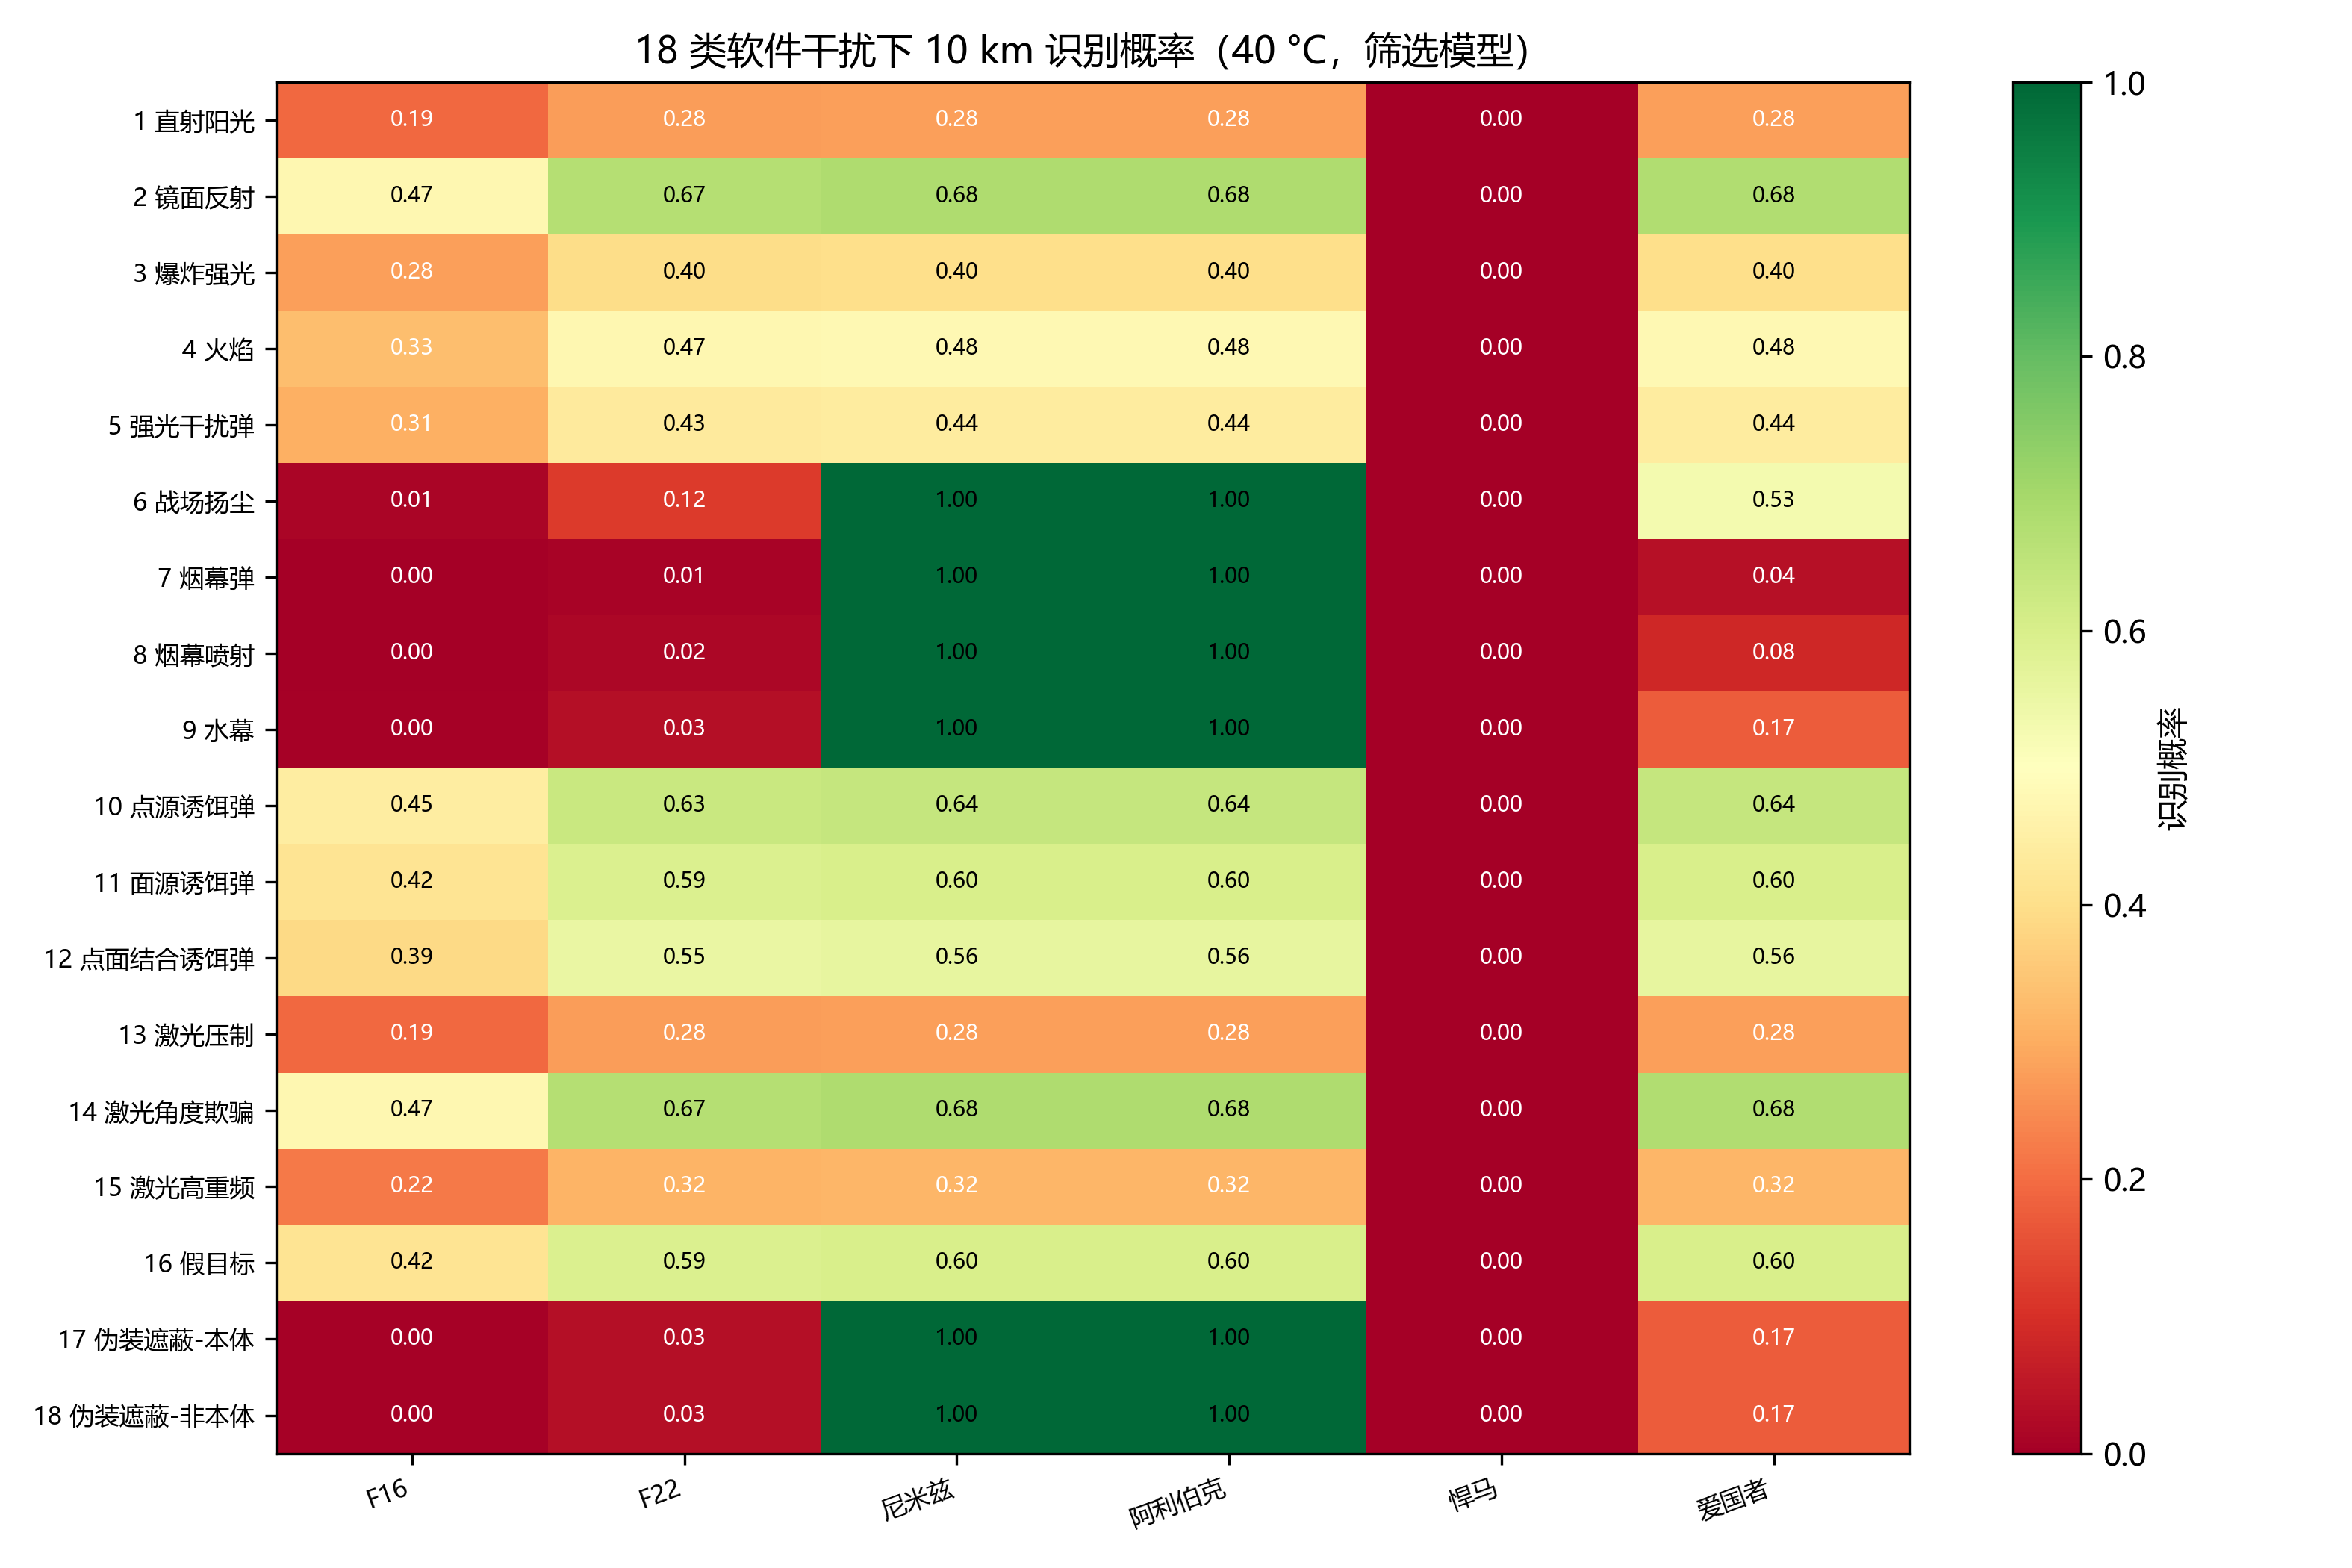 18 类软件干扰下 10 km 识别概率（40 °C，筛选模型）
1 直射阳光 0.19 0.28 0.28 0.28 0.00 0.28
2 镜面反射 0.47 0.67 0.68 0.68 0.00 0.68
3 爆炸强光 0.28 0.40 0.40 0.40 0.00 0.40
4 火焰 0.33 0.47 0.48 0.48 0.00 0.48
5 强光干扰弹 0.31 0.43 0.44 0.44 0.00 0.44
6 战场扬尘 0.01 0.12 1.00 1.00 0.00 0.53
7 烟幕弹 0.00 0.01 1.00 1.00 0.00 0.04
8 烟幕喷射 0.00 0.02 1.00 1.00 0.00 0.08
9 水幕 0.00 0.03 1.00 1.00 0.00 0.17
10 点源诱饵弹 0.45 0.63 0.64 0.64 0.00 0.64
11 面源诱饵弹 0.42 0.59 0.60 0.60 0.00 0.60
12 点面结合诱饵弹 0.39 0.55 0.56 0.56 0.00 0.56
13 激光压制 0.19 0.28 0.28 0.28 0.00 0.28
14 激光角度欺骗 0.47 0.67 0.68 0.68 0.00 0.68
15 激光高重频 0.22 0.32 0.32 0.32 0.00 0.32
16 假目标 0.42 0.59 0.60 0.60 0.00 0.60
17 伪装遮蔽-本体 0.00 0.03 1.00 1.00 0.00 0.17
18 伪装遮蔽-非本体 0.00 0.03 1.00 1.00 0.00 0.17
F16 F22 尼米兹 阿利伯克 悍马 爱国者
1.0
0.8
0.6
0.4
0.2
0.0
识别概率